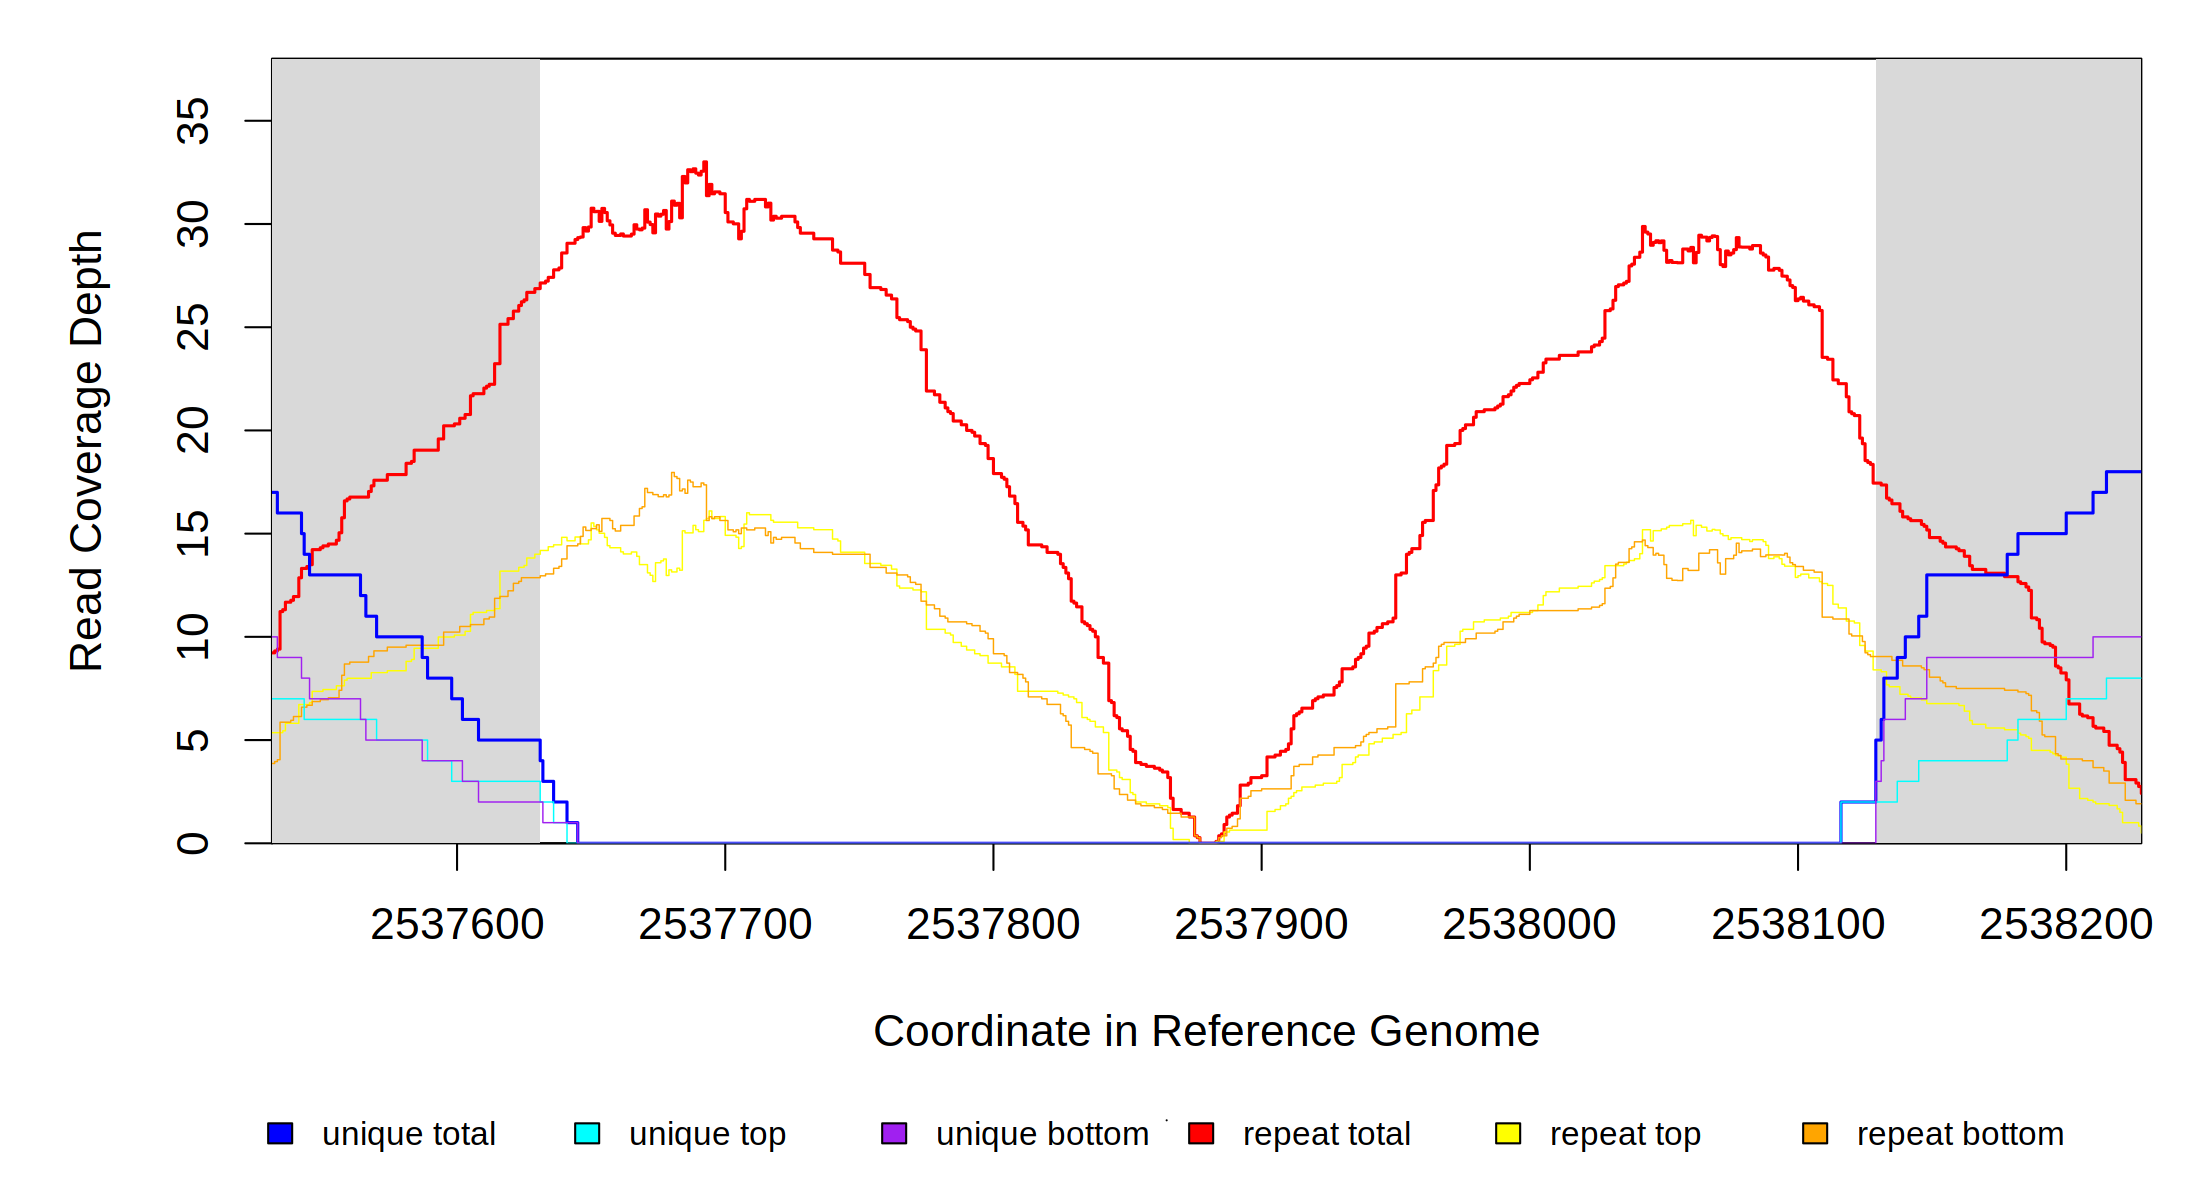 Read Coverage Depth
35
30
25
20
15
10
5
0
2537600 2537700 2537800 2537900 2538000 2538100 2538200
Coordinate in Reference Genome
unique total unique top unique bottom repeat total repeat top repeat bottom